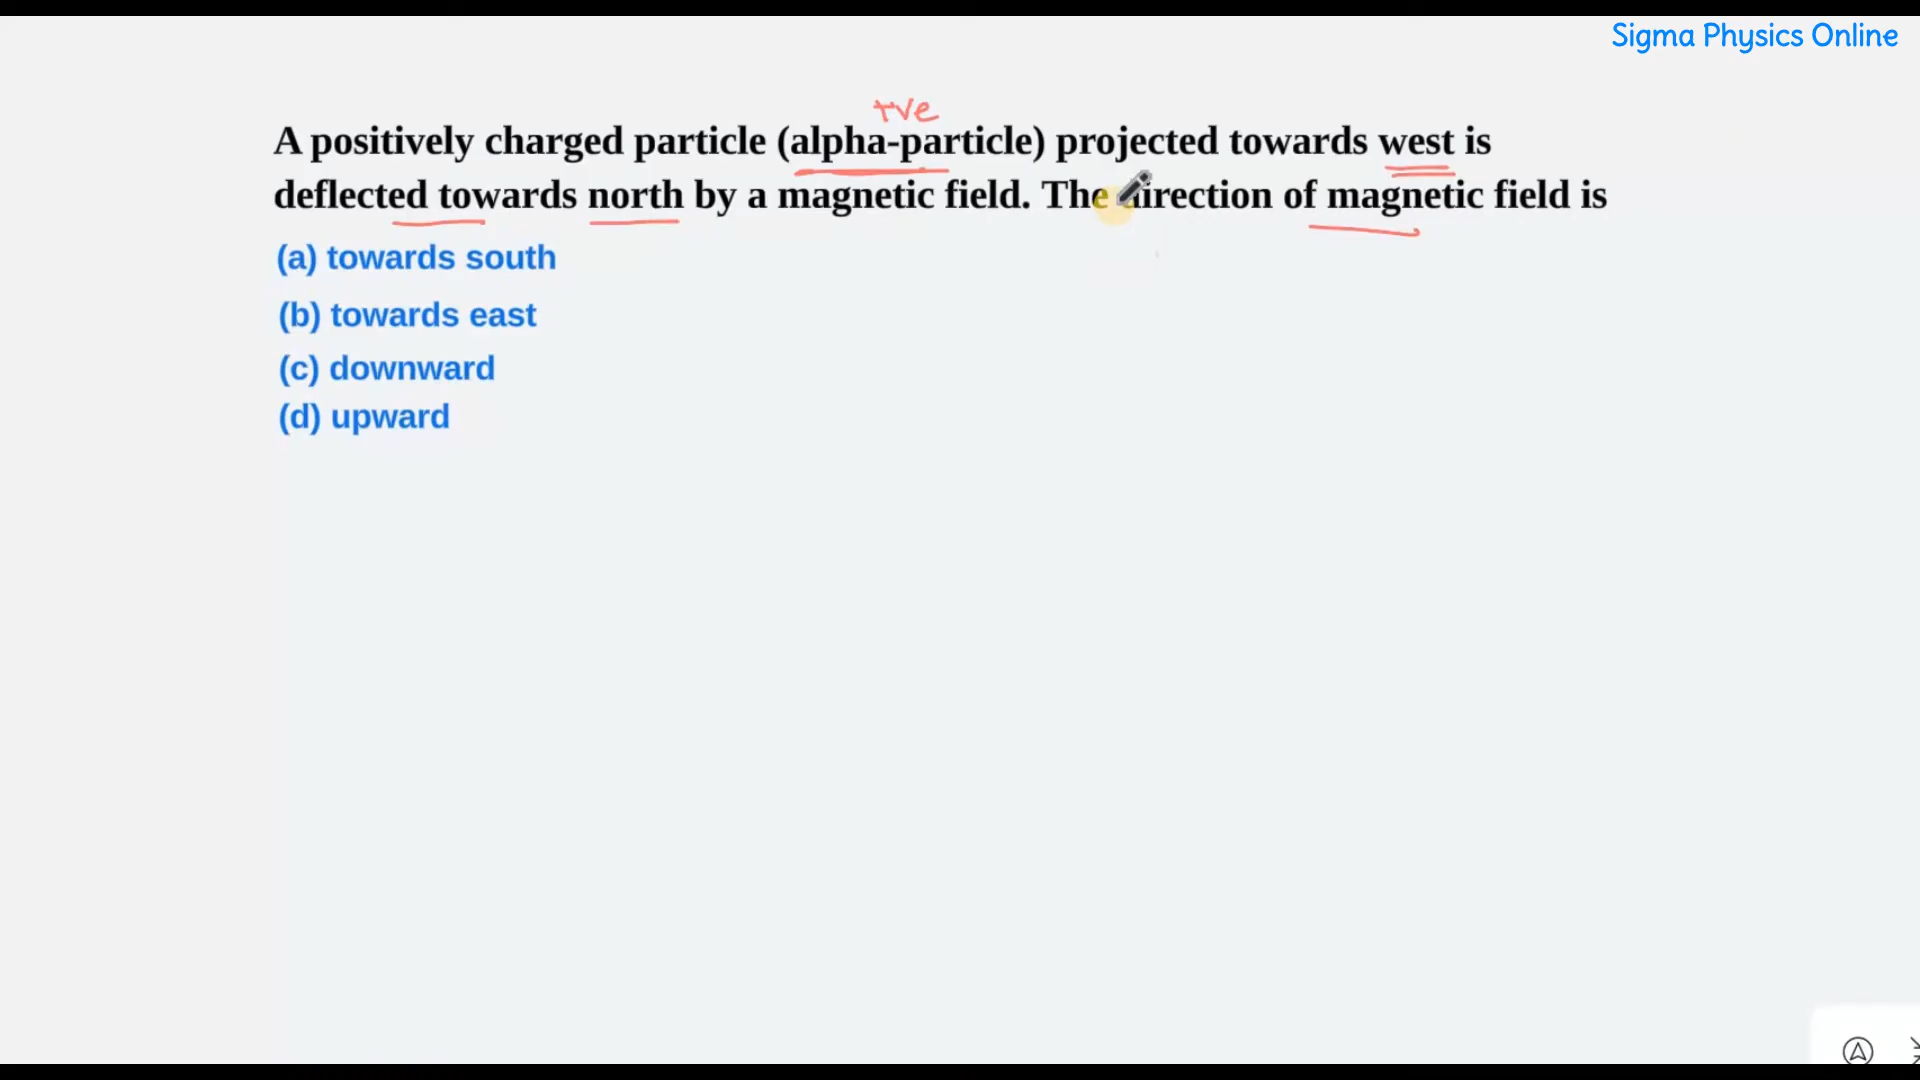 Sigma Physics Online
+ve
A positively charged particle (alpha-particle) projected towards west is
deflected towards north by a magnetic field. The direction of magnetic field is
(a) towards south
(b) towards east
(c) downward
(d) upward